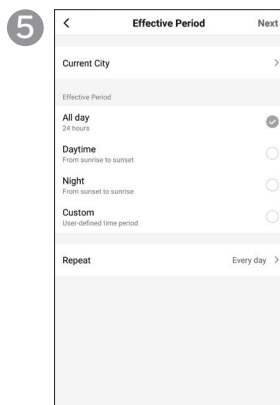 5
Effective Period
Next
Current City
Effective Period
All day
24 hours
Daytime
From sunrise to sunset
Night
From sunset to sunrise
Custom
User-defined time period
Repeat
Every day